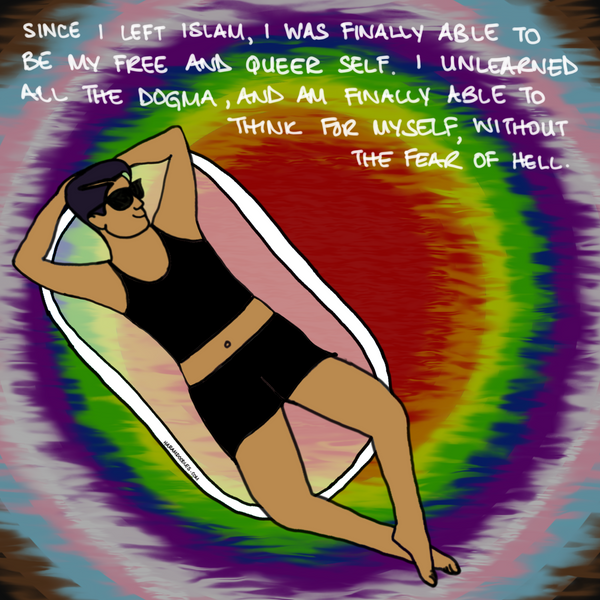 SINCE I LEFT ISLAM, I WAS FINALLY ABLE TO
BE MY FREE AND QUEER SELF. I UNLEARNED
ALL THE DOGMA, AND AM FINALLY ABLE TO
THINK FOR MYSELF, WITHOUT
THE FEAR OF HELL.